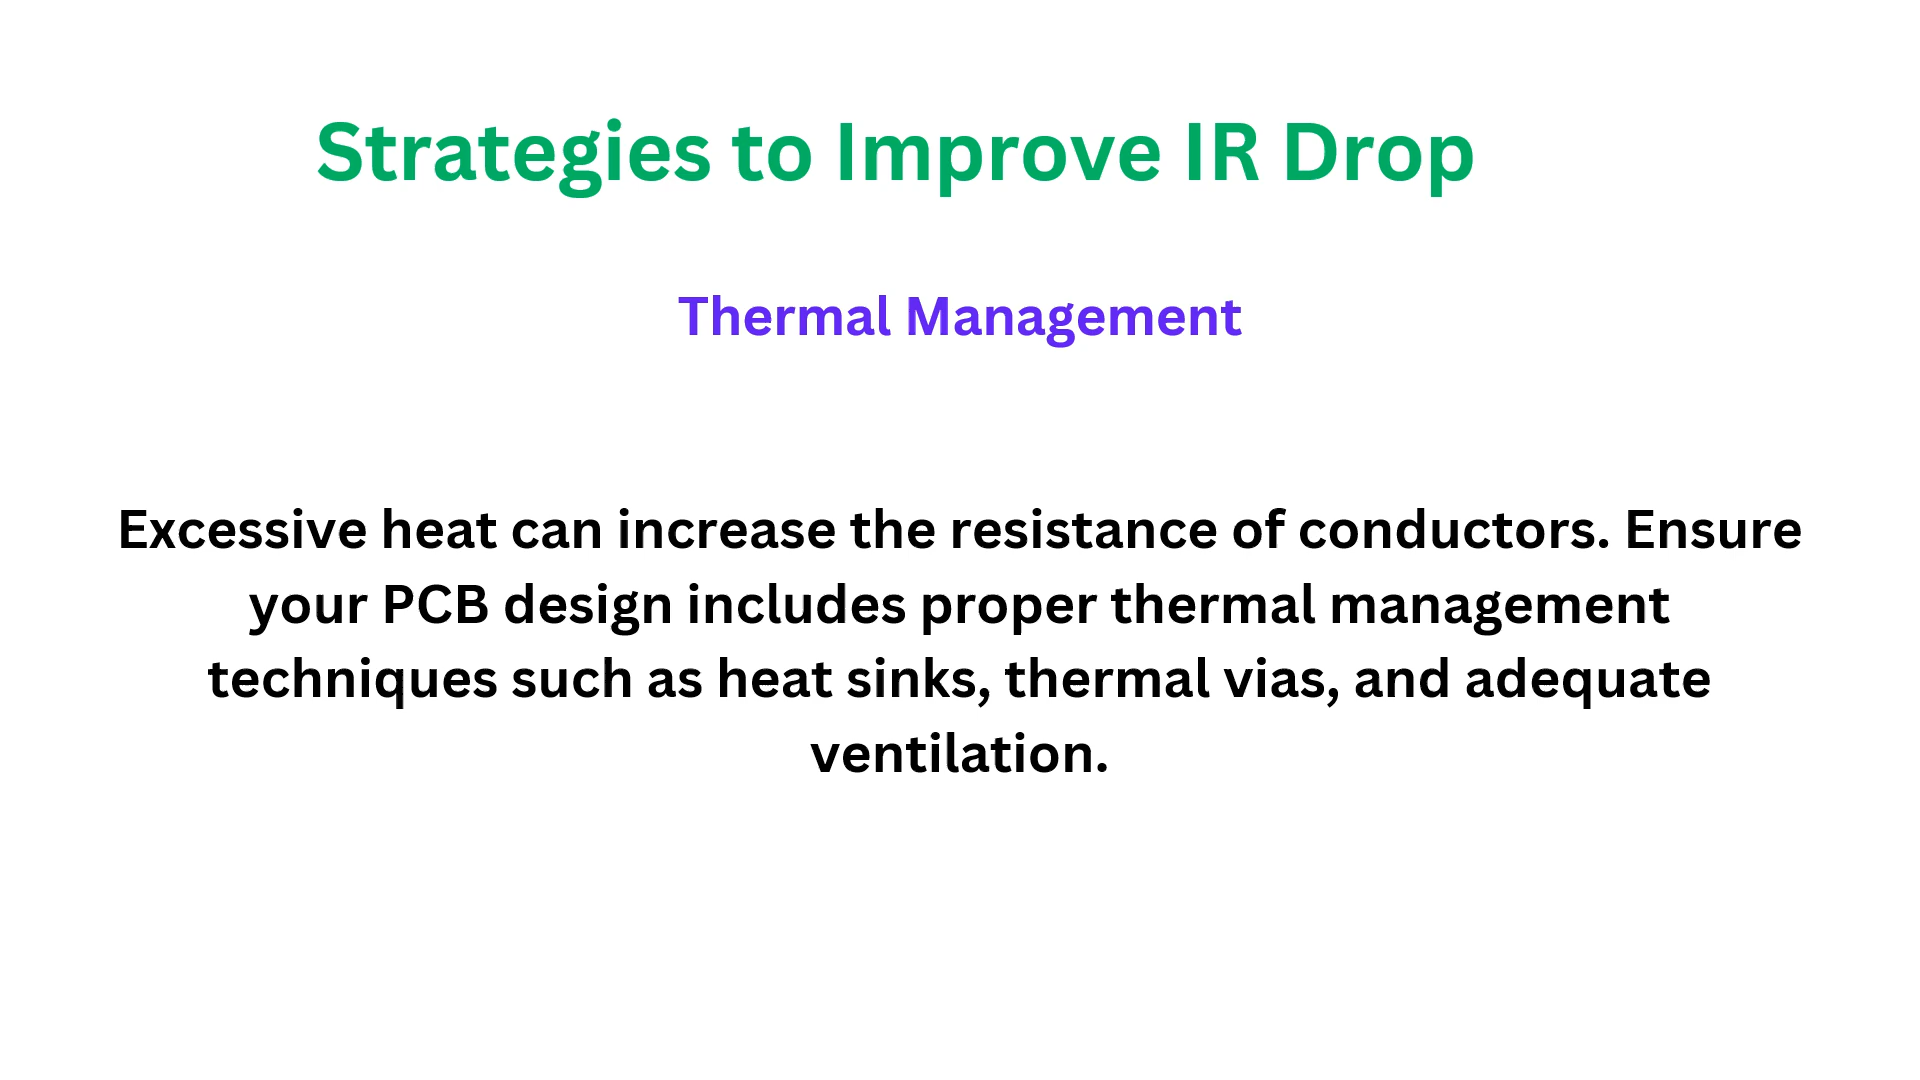 Strategies to Improve IR Drop
Thermal Management
Excessive heat can increase the resistance of conductors. Ensure
your PCB design includes proper thermal management
techniques such as heat sinks, thermal vias, and adequate
ventilation.